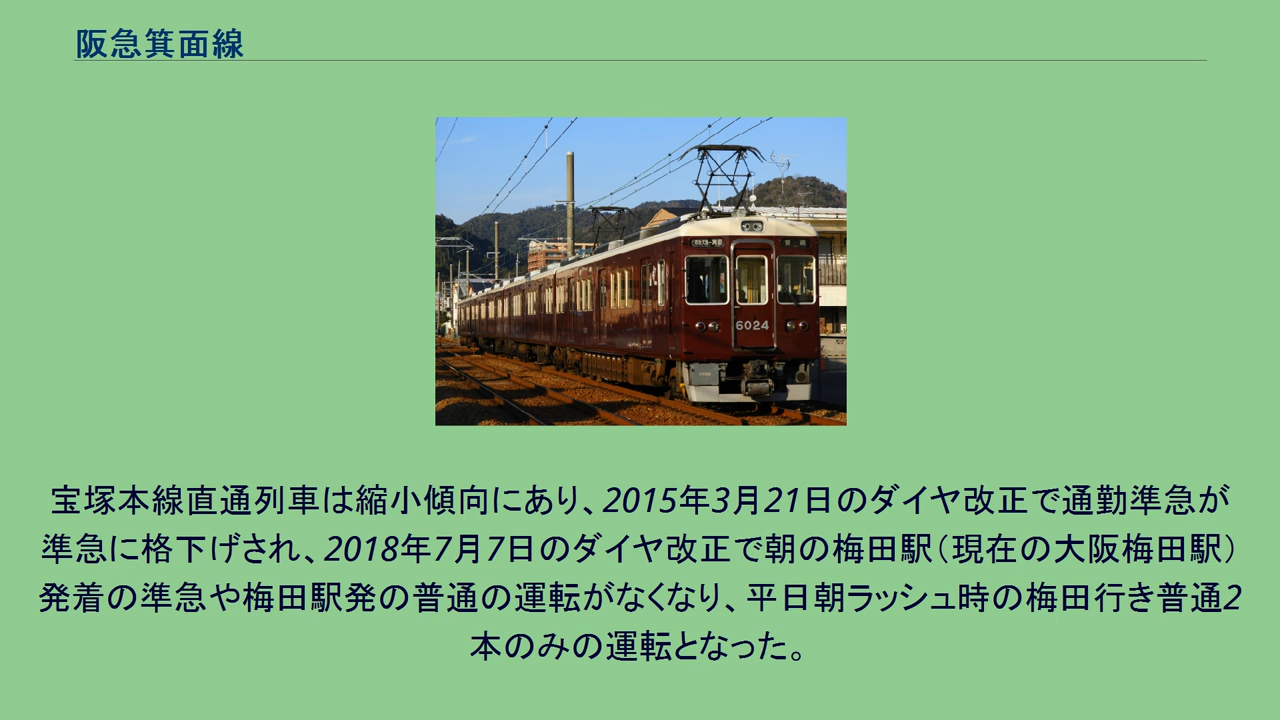 阪急箕面線
6024
宝塚本線直通列車は縮小傾向にあり、2015年3月21日のダイヤ改正で通勤準急が
準急に格下げされ、2018年7月7日のダイヤ改正で朝の梅田駅（現在の大阪梅田駅）
発着の準急や梅田駅発の普通の運転がなくなり、平日朝ラッシュ時の梅田行き普通2
本のみの運転となった。